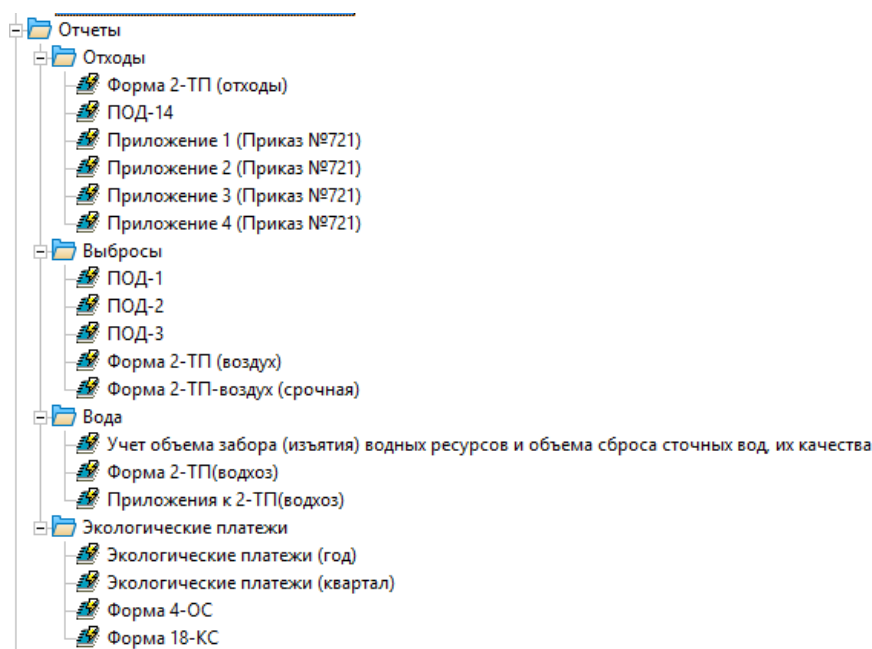 Отчеты
Отходы
Форма 2-ТП (отходы)
ПОД-14
Приложение 1 (Приказ №721)
Приложение 2 (Приказ №721)
Приложение 3 (Приказ №721)
Приложение 4 (Приказ №721)
Выбросы
ПОД-1
ПОД-2
ПОД-3
Форма 2-ТП (воздух)
Форма 2-ТП-воздух (срочная)
Вода
Учет объема забора (изъятия) водных ресурсов и объема сброса сточных вод, их качества
Форма 2-ТП(водхоз)
Приложения к 2-ТП(водхоз)
Экологические платежи
Экологические платежи (год)
Экологические платежи (квартал)
Форма 4-ОС
Форма 18-КС